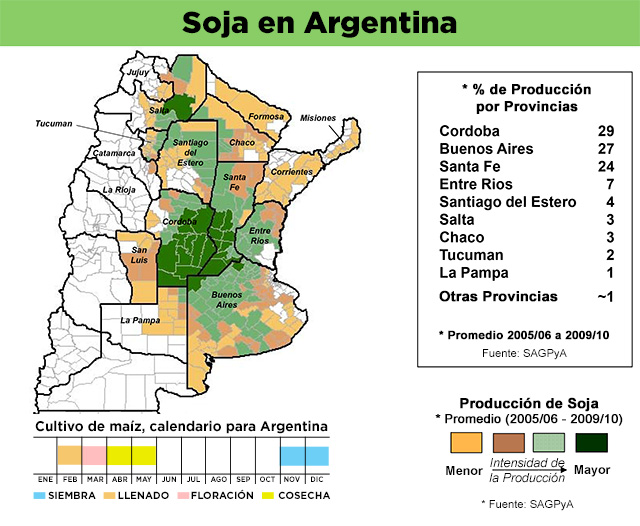 Soja en Argentina
Jujuy
Salta
Formosa
Misiones
Tucuman
Santiago
del
Estero
Chaco
Catamarca
Corrientes
La Rioja
Santa
Fe
Cordoba
Entre
Rios
San
Luis
Buenos
Aires
La Pampa
* % de Producción
por Provincias
Cordoba 29
Buenos Aires 27
Santa Fe 24
Entre Rios 7
Santiago del Estero 4
Salta 3
Chaco 3
Tucuman 2
La Pampa 1
Otras Provincias ~1
* Promedio 2005/06 a 2009/10
Fuente: SAGPyA
Cultivo de maíz, calendario para Argentina
ENE FEB MAR ABR MAY JUN JUL AGO SEP OCT NOV DIC
SIEMBRA LLENADO FLORACIÓN COSECHA
Producción de Soja
* Promedio (2005/06 - 2009/10)
Menor Intensidad de la Producción Mayor
* Fuente: SAGPyA